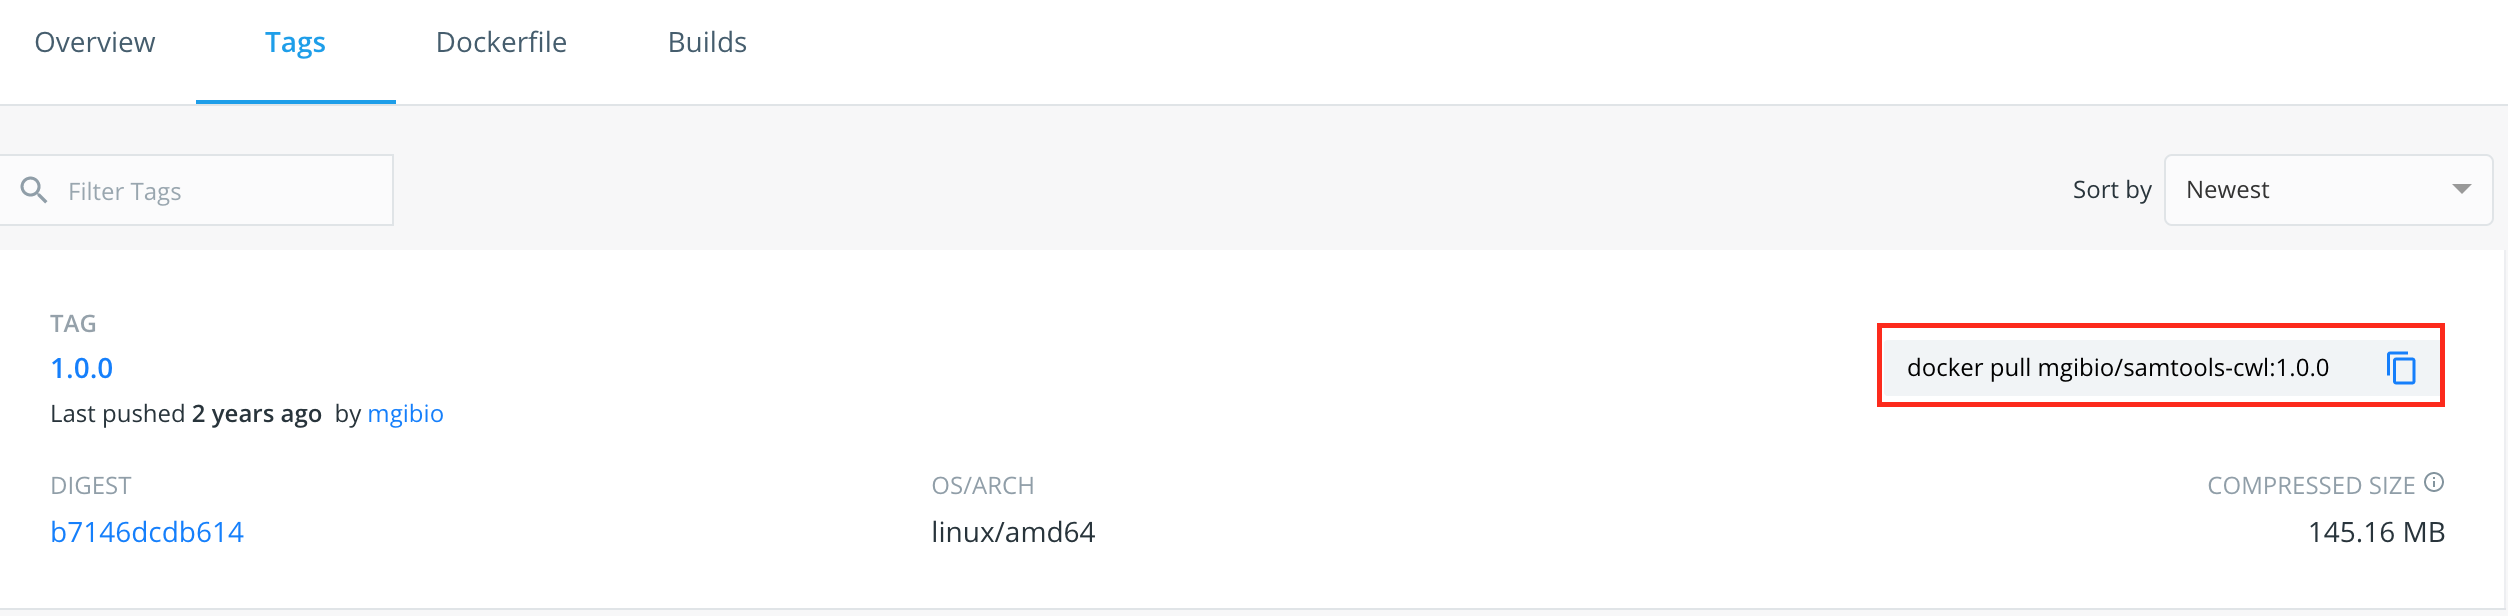 Overview Tags Dockerfile Builds
Filter Tags
Sort by Newest
TAG
1.0.0
docker pull mgibio/samtools-cwl:1.0.0
Last pushed 2 years ago by mgibio
DIGEST OS/ARCH COMPRESSED SIZE
b7146dcdb614 linux/amd64 145.16 MB